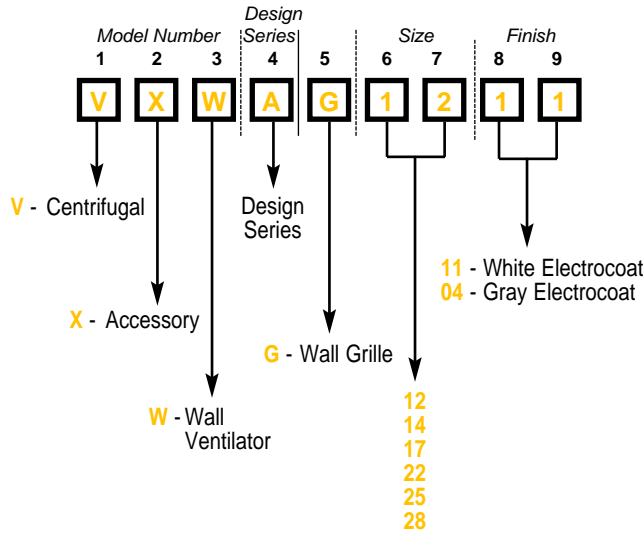 Design
Model Number Series Size Finish
1 2 3 4 5 6 7 8 9
V X W A G 1 2 1 1
V - Centrifugal
Design
Series
11 - White Electrocoat
04 - Gray Electrocoat
X - Accessory
G - Wall Grille
W - Wall
Ventilator
12
14
17
22
25
28